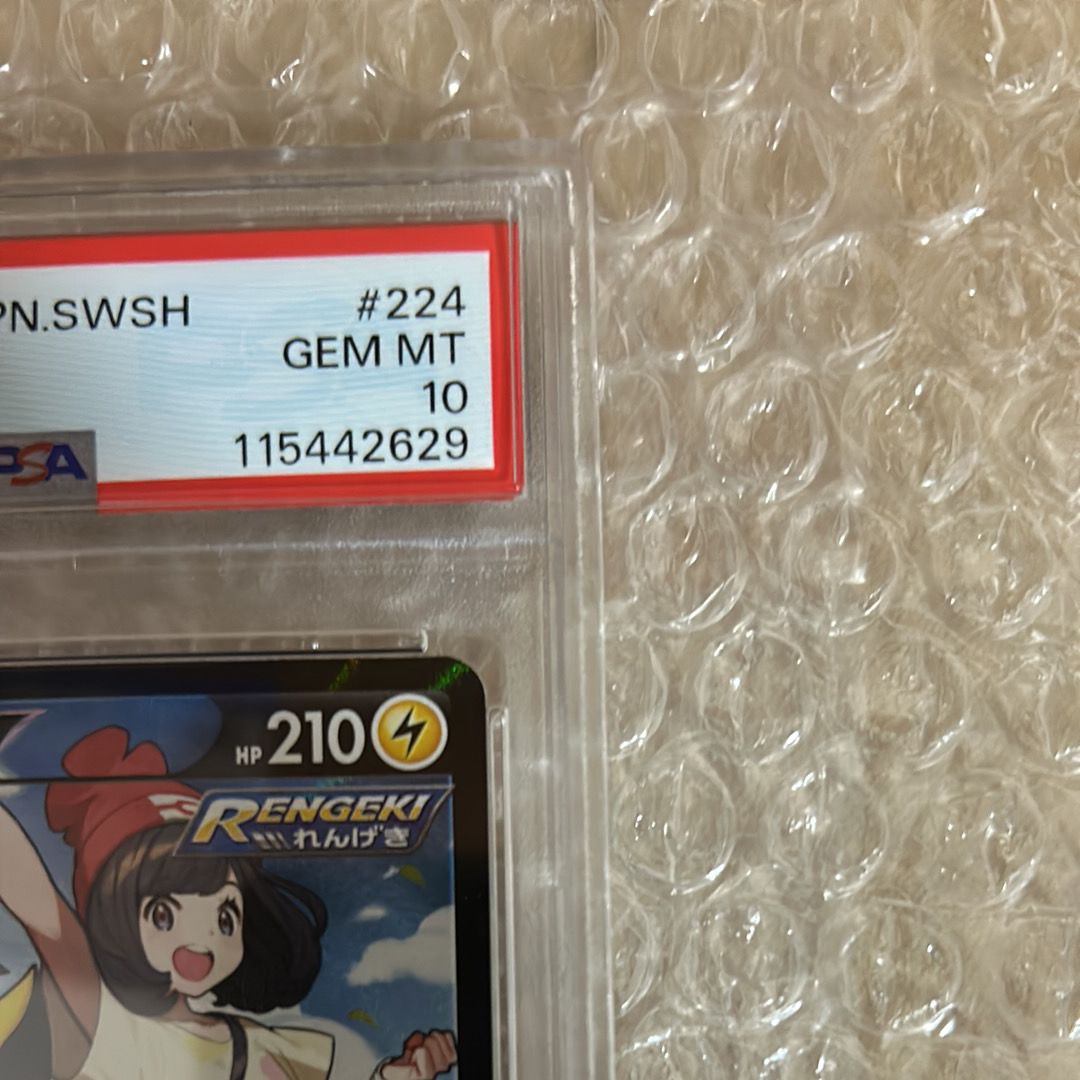 PN.SWSH #224
GEM MT
10
PSA 115442629
HP 210
RENGEKI
れんげき